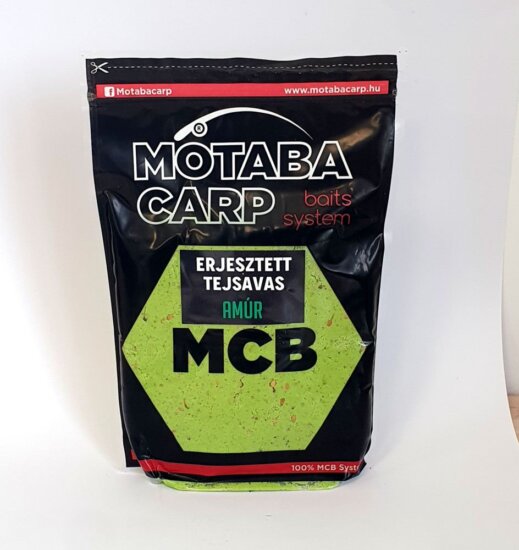 Motabacarp www.motabacarp.hu
MOTABA
CARP baits
system
ERJESZTETT
TEJSAVAS
AMÚR
MCB
100% MCB Syste